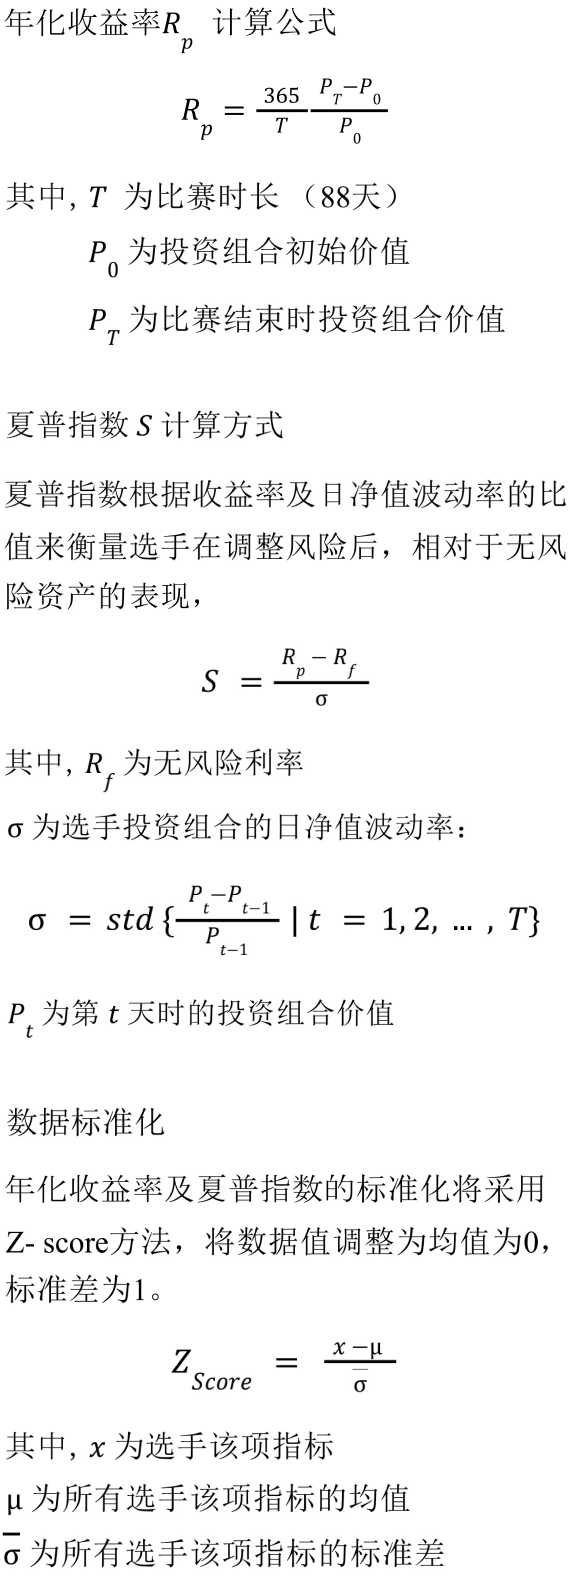 年化收益率R_p 计算公式
R_p = \frac{365}{T} \frac{P_T-P_0}{P_0}
其中, T 为比赛时长 （88天）
P_0 为投资组合初始价值
P_T 为比赛结束时投资组合价值
夏普指数 S 计算方式
夏普指数根据收益率及日净值波动率的比
值来衡量选手在调整风险后，相对于无风
险资产的表现，
S = \frac{R_p - R_f}{σ}
其中, R_f 为无风险利率
σ 为选手投资组合的日净值波动率：
σ = std {\frac{P_t-P_{t-1}}{P_{t-1}} | t = 1, 2, ... , T}
P_t 为第 t 天时的投资组合价值
数据标准化
年化收益率及夏普指数的标准化将采用
Z- score方法，将数据值调整为均值为0，
标准差为1。
Z_{Score} = \frac{x-μ}{\overline{σ}}
其中, x 为选手该项指标
μ 为所有选手该项指标的均值
\overline{σ} 为所有选手该项指标的标准差